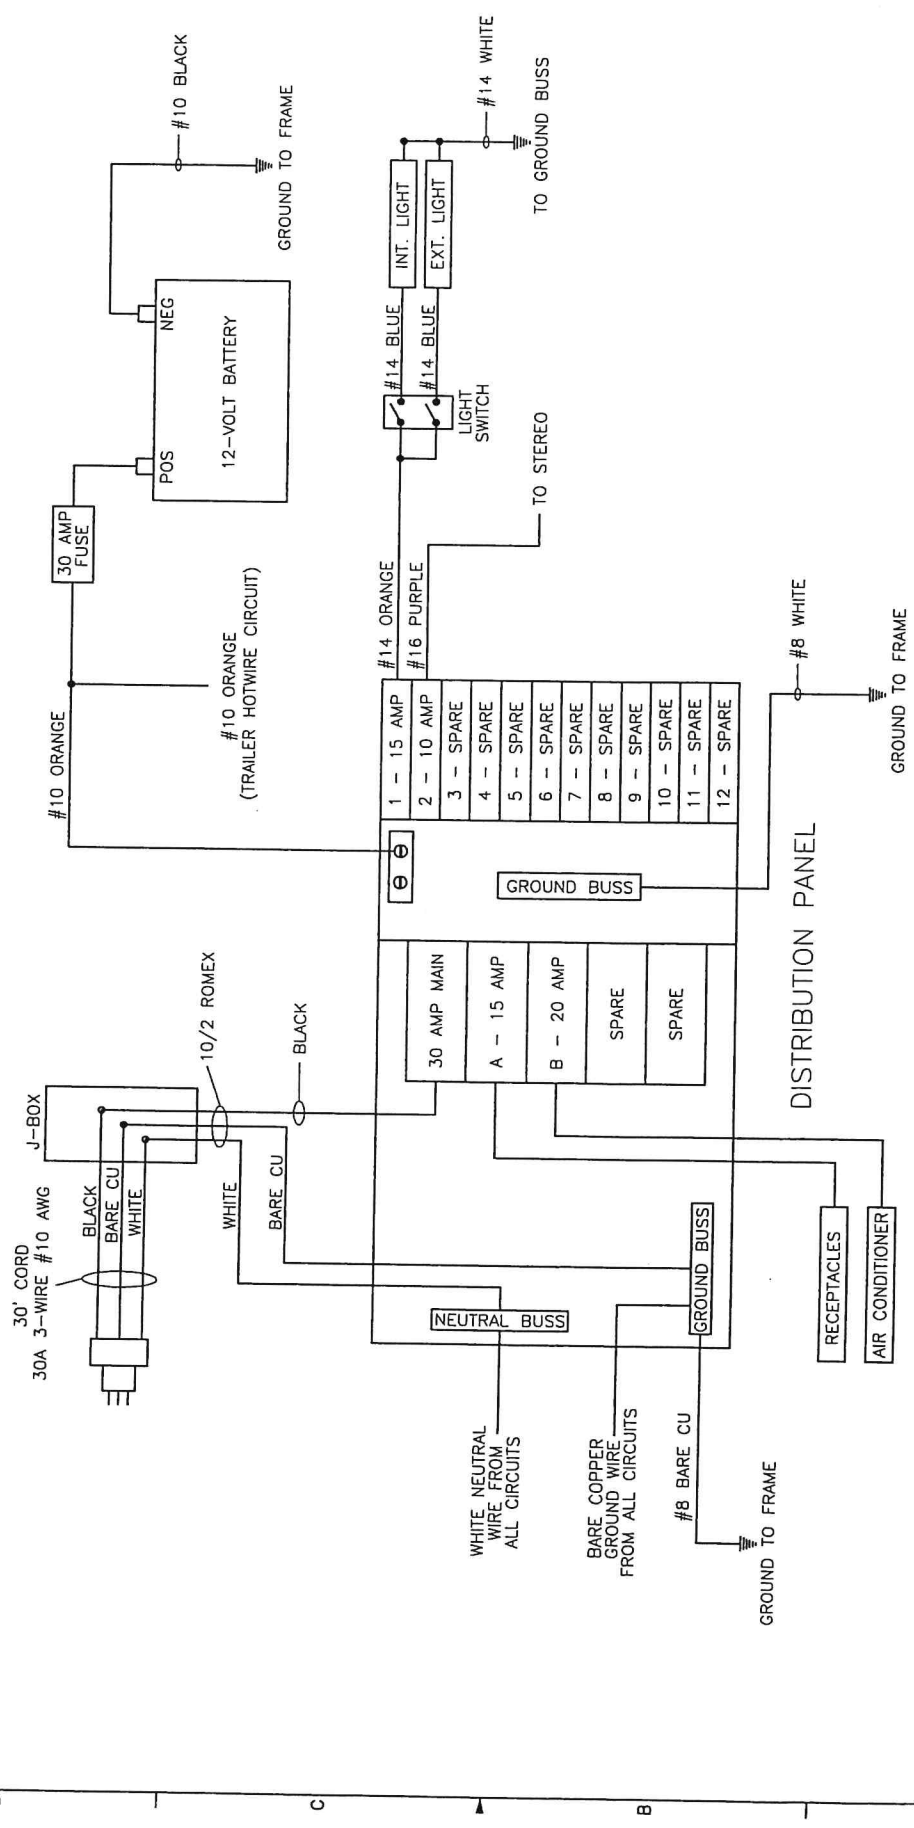 30' CORD
30A 3-WIRE #10 AWG
BLACK
BARE CU
WHITE
J-BOX
10/2 ROMEX
BLACK
WHITE
BARE CU
#10 ORANGE
#10 ORANGE
(TRAILER HOTWIRE CIRCUIT)
30 AMP
FUSE
POS
NEG
12-VOLT BATTERY
#10 BLACK
GROUND TO FRAME
WHITE NEUTRAL
WIRE FROM
ALL CIRCUITS
NEUTRAL BUSS
BARE COPPER
GROUND WIRE
FROM ALL CIRCUITS
GROUND BUSS
#8 BARE CU
GROUND TO FRAME
30 AMP MAIN
A - 15 AMP
B - 20 AMP
SPARE
SPARE
GROUND BUSS
1 - 15 AMP
2 - 10 AMP
3 - SPARE
4 - SPARE
5 - SPARE
6 - SPARE
7 - SPARE
8 - SPARE
9 - SPARE
10 - SPARE
11 - SPARE
12 - SPARE
#14 ORANGE
#16 PURPLE
TO STEREO
LIGHT
SWITCH
#14 BLUE
#14 BLUE
INT. LIGHT
EXT. LIGHT
#14 WHITE
TO GROUND BUSS
#8 WHITE
GROUND TO FRAME
DISTRIBUTION PANEL
RECEPTACLES
AIR CONDITIONER
C
B